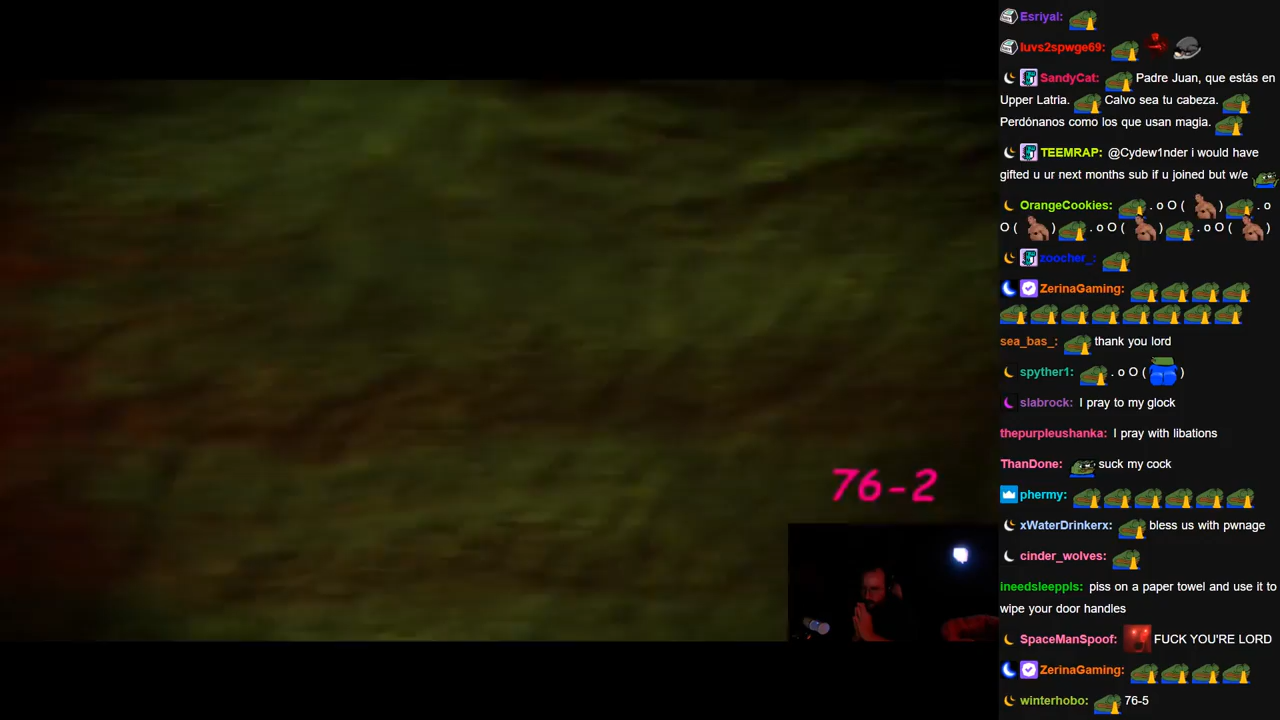 Esriyal:
luvs2spwge69:
SandyCat: Padre Juan, que estás en
Upper Latria. Calvo sea tu cabeza.
Perdónanos como los que usan magia.
TEEMRAP: @Cydew1nder i would have
gifted u ur next months sub if u joined but w/e
OrangeCookies: . o O ( ) . o
O ( ) . o O ( ) . o O ( )
zoocher_:
ZerinaGaming:
sea_bas_: thank you lord
spyther1: . o O ( )
slabrock: I pray to my glock
thepurpleushanka: I pray with libations
ThanDone: suck my cock
76-2
phermy:
xWaterDrinkerx: bless us with pwnage
cinder_wolves:
ineedsleeppls: piss on a paper towel and use it to
wipe your door handles
SpaceManSpoof: FUCK YOU'RE LORD
ZerinaGaming:
winterhobo: 76-5